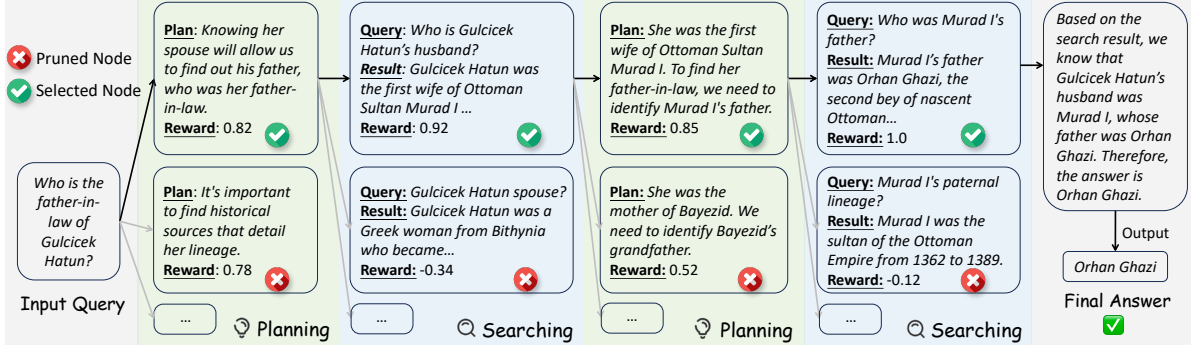 Pruned Node
Selected Node
Who is the
father-in-
law of
Gulcicek
Hatun?
Input Query
Plan: Knowing her
spouse will allow us
to find out his father,
who was her father-
in-law.
Reward: 0.82
Plan: It's important
to find historical
sources that detail
her lineage.
Reward: 0.78
...
Planning
Query: Who is Gulcicek
Hatun's husband?
Result: Gulcicek Hatun was
the first wife of Ottoman
Sultan Murad I ...
Reward: 0.92
Query: Gulcicek Hatun spouse?
Result: Gulcicek Hatun was a
Greek woman from Bithynia
who became...
Reward: -0.34
...
Searching
Plan: She was the first
wife of Ottoman Sultan
Murad I. To find her
father-in-law, we need to
identify Murad I's father.
Reward: 0.85
Plan: She was the
mother of Bayezid. We
need to identify Bayezid's
grandfather.
Reward: 0.52
...
Planning
Query: Who was Murad I's
father?
Result: Murad I's father
was Orhan Ghazi, the
second bey of nascent
Ottoman...
Reward: 1.0
Query: Murad I's paternal
lineage?
Result: Murad I was the
sultan of the Ottoman
Empire from 1362 to 1389.
Reward: -0.12
...
Searching
Based on the
search result, we
know that
Gulcicek Hatun's
husband was
Murad I, whose
father was Orhan
Ghazi. Therefore,
the answer is
Orhan Ghazi.
Output
Orhan Ghazi
Final Answer